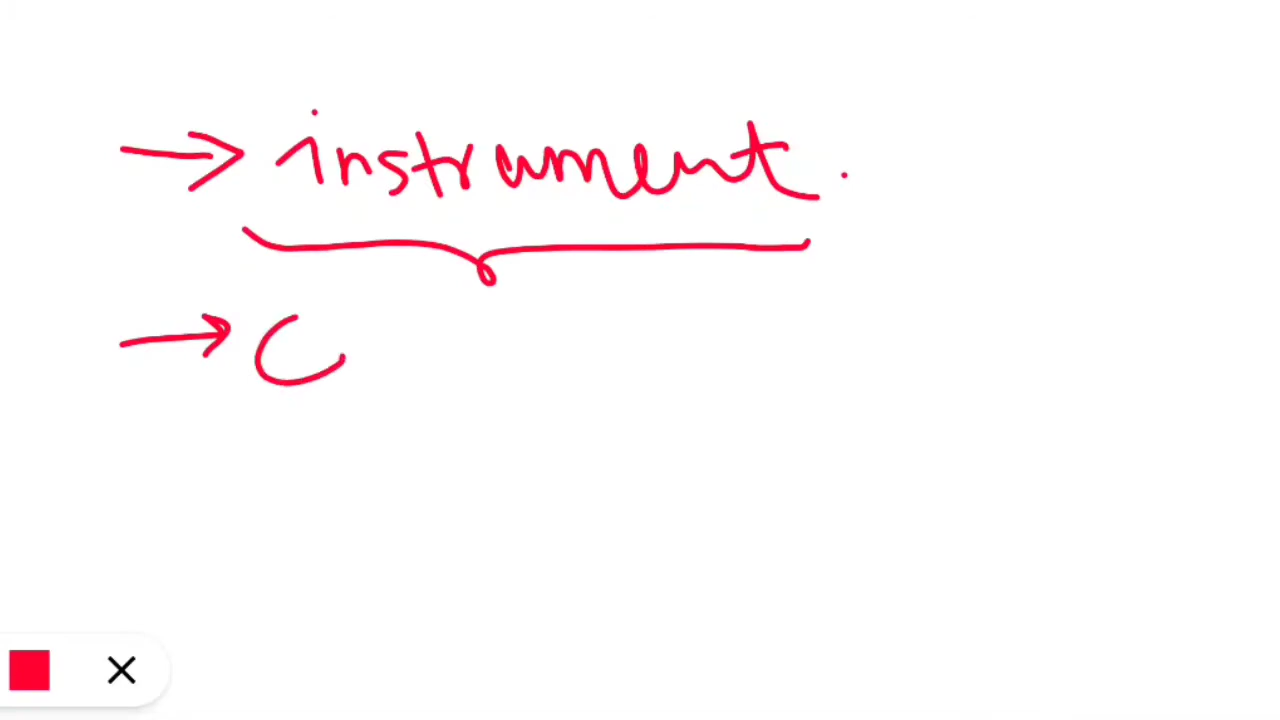 → instrument.
→ C